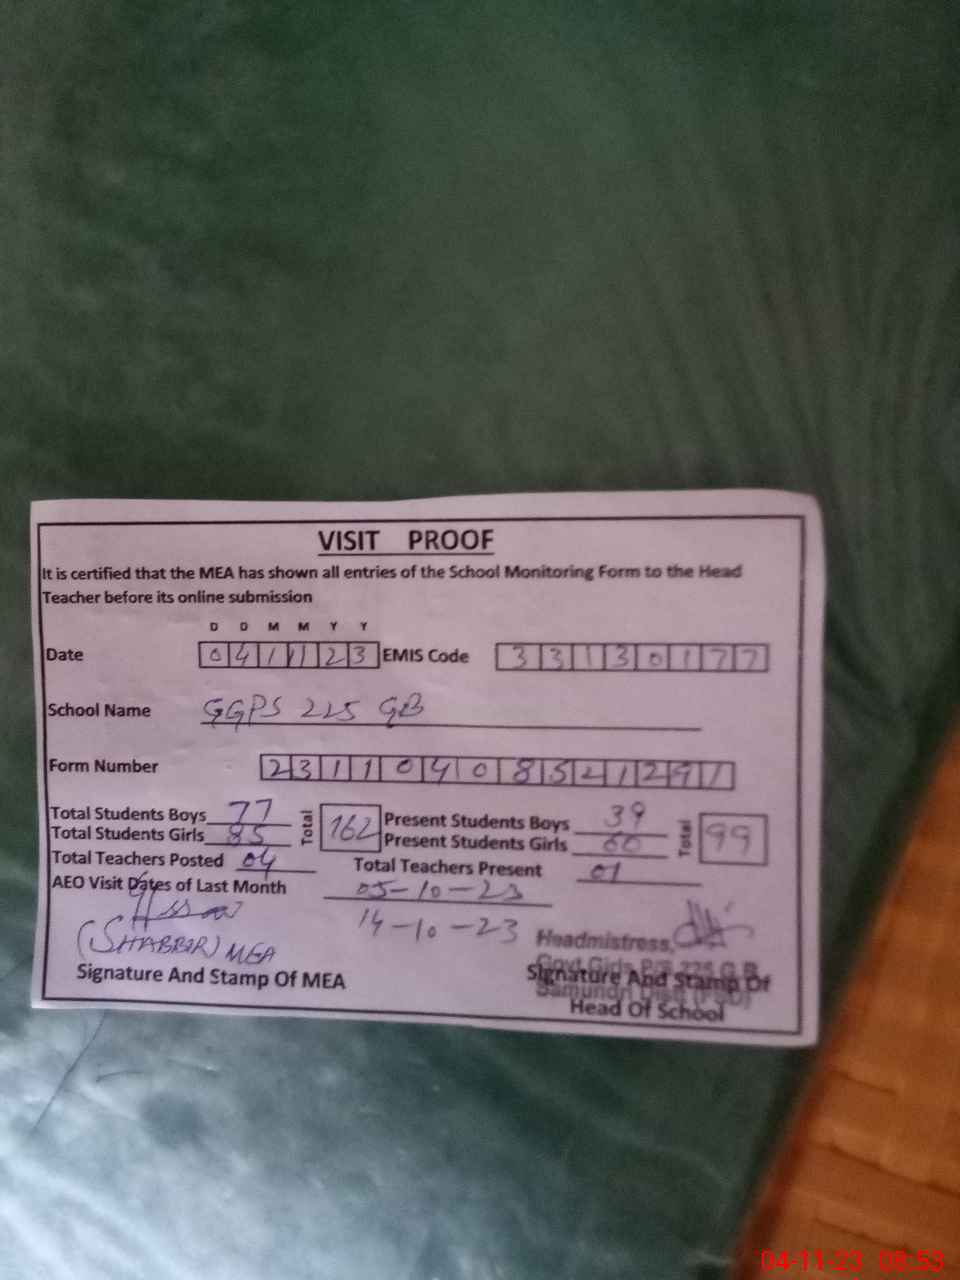 VISIT PROOF
It is certified that the MEA has shown all entries of the School Monitoring Form to the Head
Teacher before its online submission
D D M M Y Y
Date 0 4 1 1 2 3 EMIS Code 3 3 1 3 0 1 7 7
School Name GGPS 225 GB
Form Number 2 3 1 1 0 4 0 8 5 2 1 2 9 1
Total Students Boys 77 Total 162 Present Students Boys 39 Total 99
Total Students Girls 85 Present Students Girls 60
Total Teachers Posted 04 Total Teachers Present 01
AEO Visit Dates of Last Month 05-10-23
14-10-23
(SHABBIR) MEA Headmistress,
Govt Girls P/S 225 G.B
Signature And Stamp Of MEA Signature And Stamp Of
Samundri
Head Of School
04-11-23 08:53